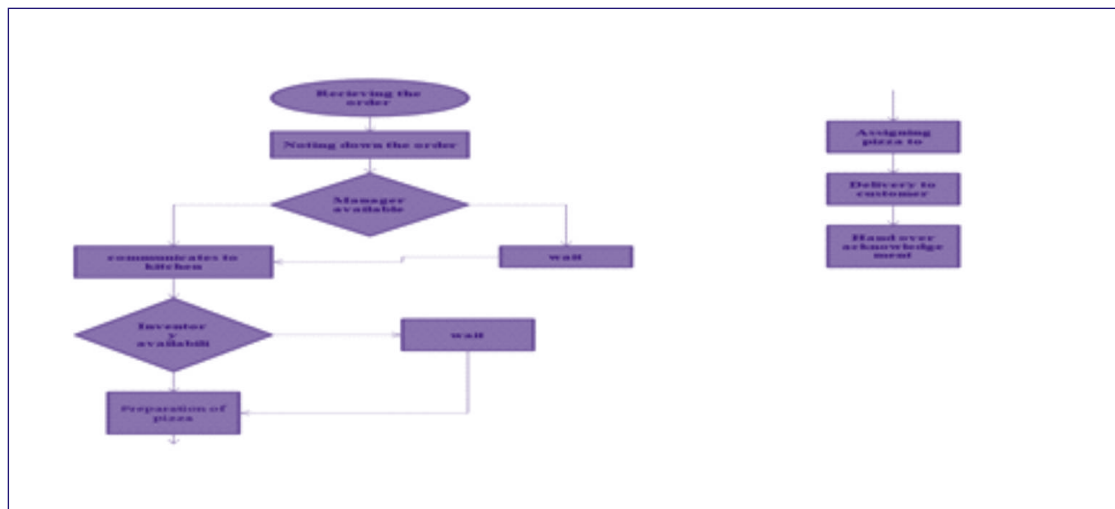 Recieving the
order
Noting down the order
Manager
available
communicates to
kitchen
wait
Inventor
y
availabili
wait
Preparation of
pizza
Assigning
pizza to
Delivery to
customer
Hand over
acknowledge
ment